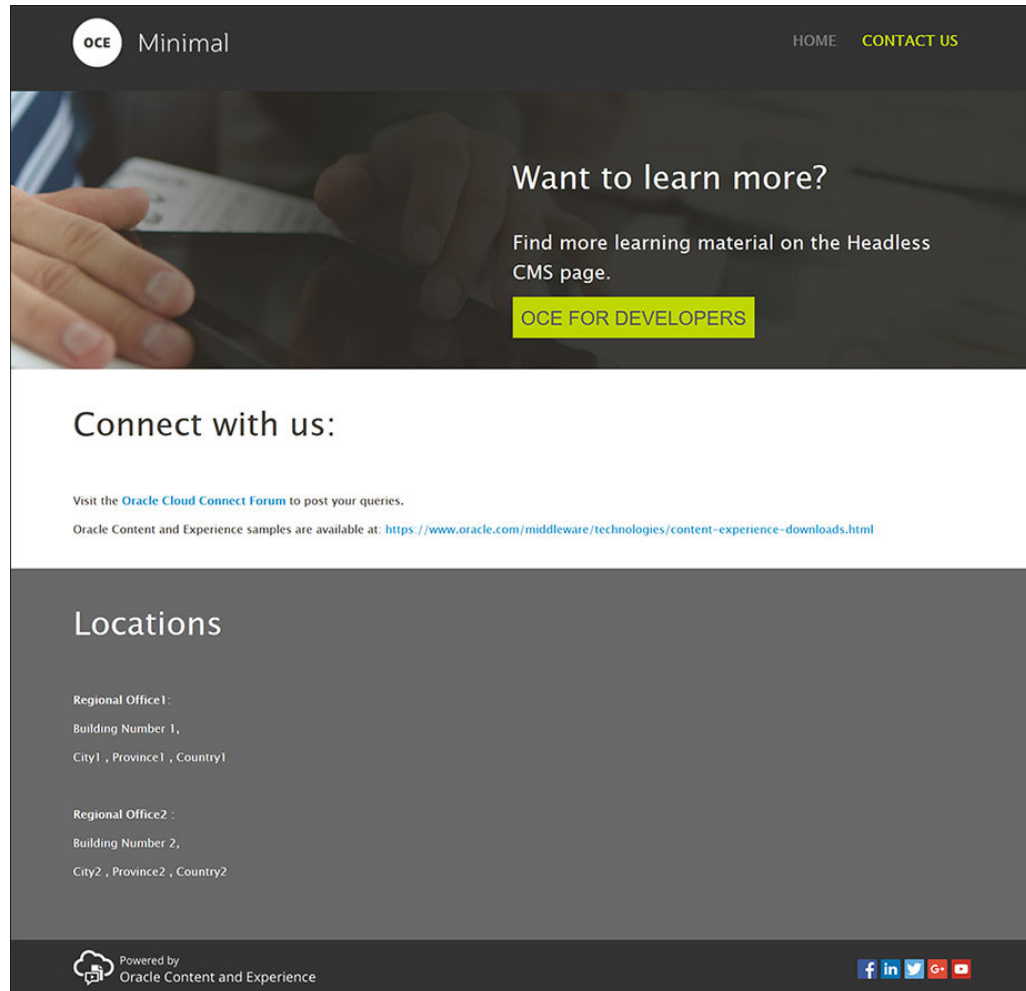 OCE Minimal
HOME CONTACT US
Want to learn more?
Find more learning material on the Headless
CMS page.
OCE FOR DEVELOPERS
Connect with us:
Visit the Oracle Cloud Connect Forum to post your queries.
Oracle Content and Experience samples are available at: https://www.oracle.com/middleware/technologies/content-experience-downloads.html
Locations
Regional Office1:
Building Number 1,
City1 , Province1 , Country1
Regional Office2 :
Building Number 2,
City2 , Province2 , Country2
Powered by
Oracle Content and Experience
f in G+